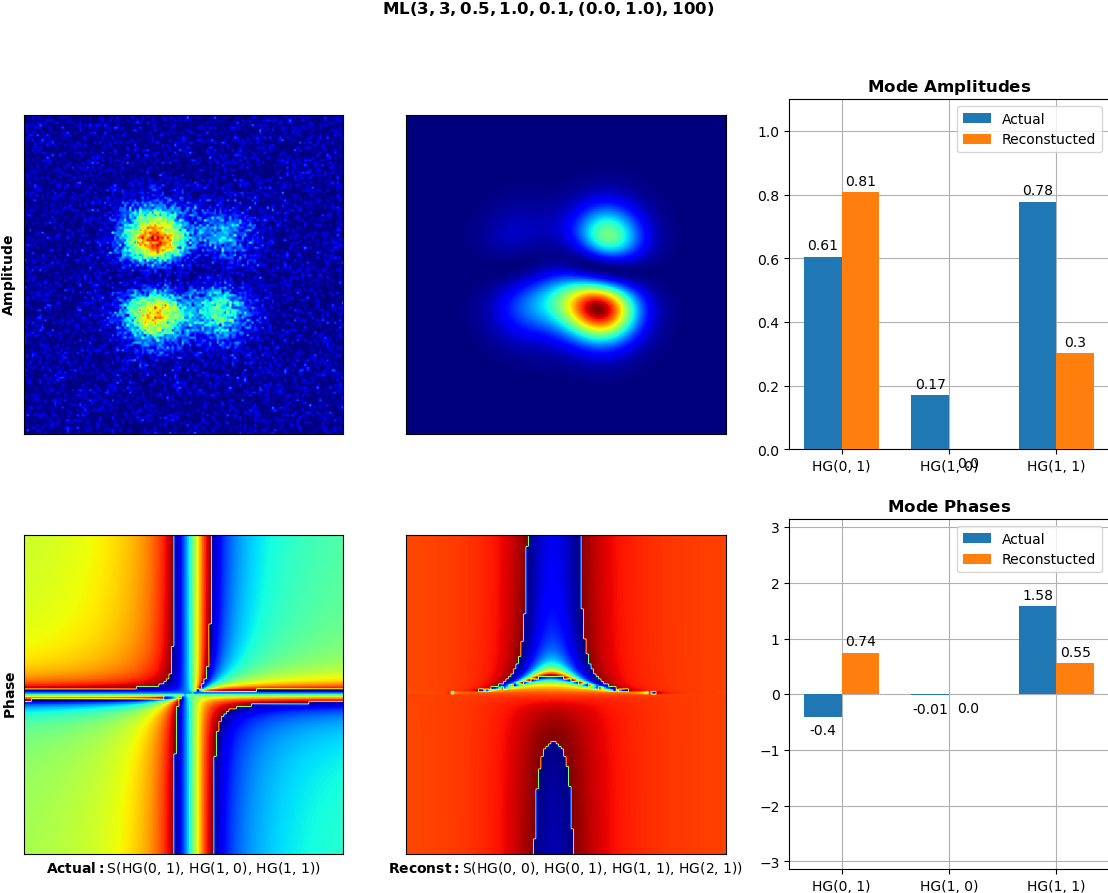 ML(3, 3, 0.5, 1.0, 0.1, (0.0, 1.0), 100)
Amplitude
Mode Amplitudes
Actual
Reconstucted
1.0
0.8
0.6
0.4
0.2
0.0
0.61
0.81
0.17
0.0
0.78
0.3
HG(0, 1)
HG(1, 0)
HG(1, 1)
Phase
Actual: S(HG(0, 1), HG(1, 0), HG(1, 1))
Reconst: S(HG(0, 0), HG(0, 1), HG(1, 1), HG(2, 1))
Mode Phases
Actual
Reconstucted
3
2
1
0
−1
−2
−3
-0.4
0.74
-0.01
0.0
1.58
0.55
HG(0, 1)
HG(1, 0)
HG(1, 1)